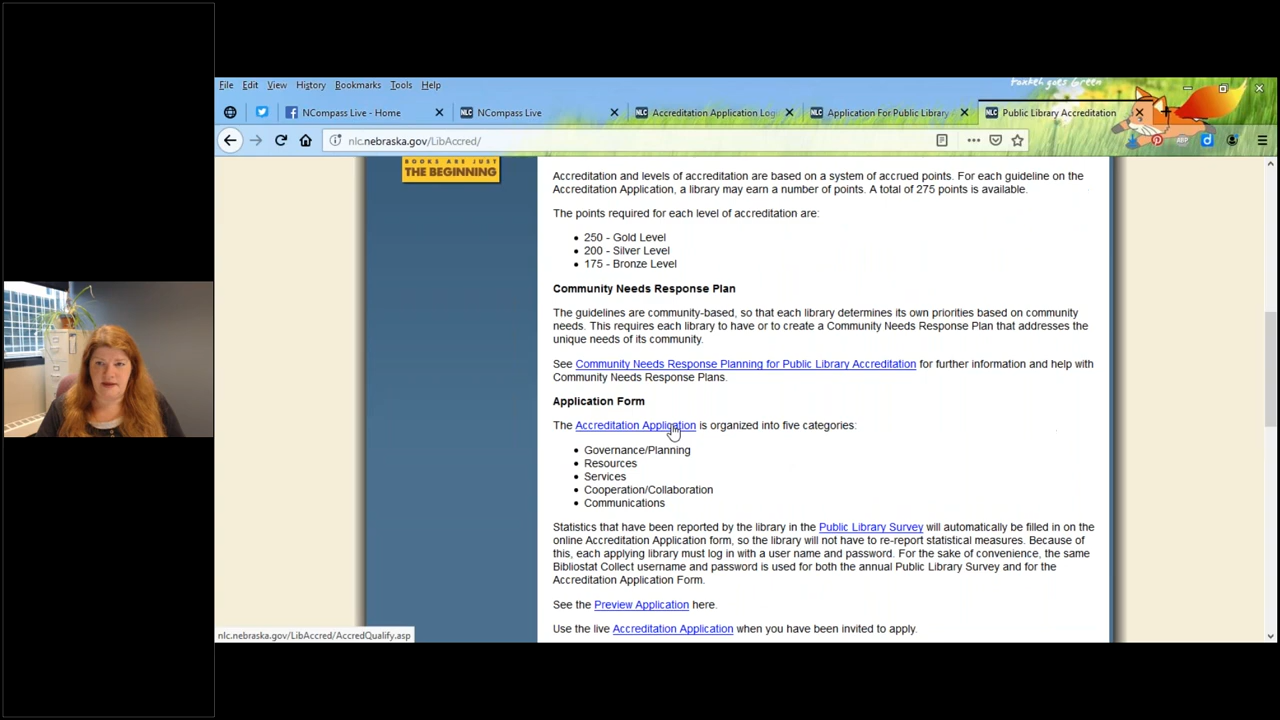 Foxkeh goes Green
File Edit View History Bookmarks Tools Help
NCompass Live - Home
NLC NCompass Live
NLC Accreditation Application Log
NLC Application For Public Library
NLC Public Library Accreditation
nlc.nebraska.gov/LibAccred/
BOOKS ARE JUST
THE BEGINNING
Accreditation and levels of accreditation are based on a system of accrued points. For each guideline on the
Accreditation Application, a library may earn a number of points. A total of 275 points is available.
The points required for each level of accreditation are:
• 250 - Gold Level
• 200 - Silver Level
• 175 - Bronze Level
Community Needs Response Plan
The guidelines are community-based, so that each library determines its own priorities based on community
needs. This requires each library to have or to create a Community Needs Response Plan that addresses the
unique needs of its community.
See Community Needs Response Planning for Public Library Accreditation for further information and help with
Community Needs Response Plans.
Application Form
The Accreditation Application is organized into five categories:
• Governance/Planning
• Resources
• Services
• Cooperation/Collaboration
• Communications
Statistics that have been reported by the library in the Public Library Survey will automatically be filled in on the
online Accreditation Application form, so the library will not have to re-report statistical measures. Because of
this, each applying library must log in with a user name and password. For the sake of convenience, the same
Bibliostat Collect username and password is used for both the annual Public Library Survey and for the
Accreditation Application Form.
See the Preview Application here.
Use the live Accreditation Application when you have been invited to apply.
nlc.nebraska.gov/LibAccred/AccredQualify.asp